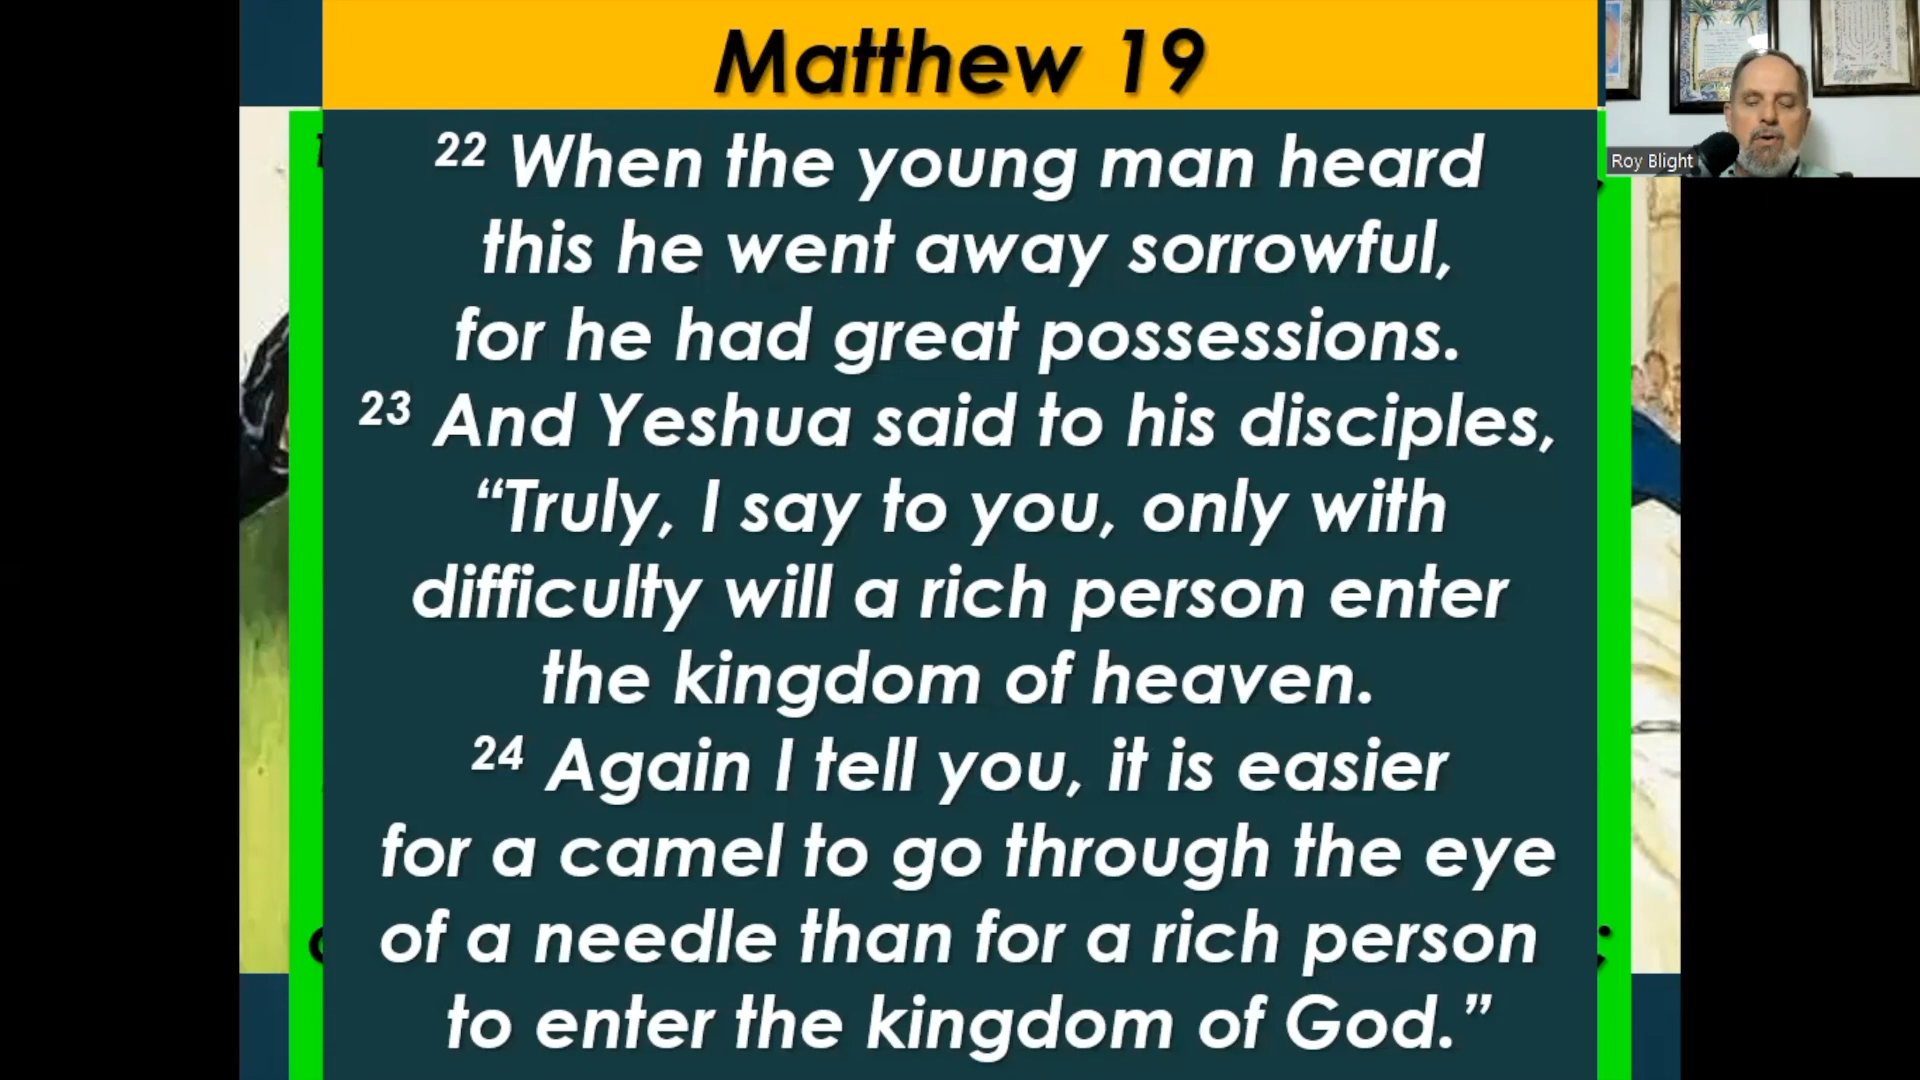 Matthew 19
22 When the young man heard
this he went away sorrowful,
for he had great possessions.
23 And Yeshua said to his disciples,
“Truly, I say to you, only with
difficulty will a rich person enter
the kingdom of heaven.
24 Again I tell you, it is easier
for a camel to go through the eye
of a needle than for a rich person
to enter the kingdom of God.”
Roy Blight